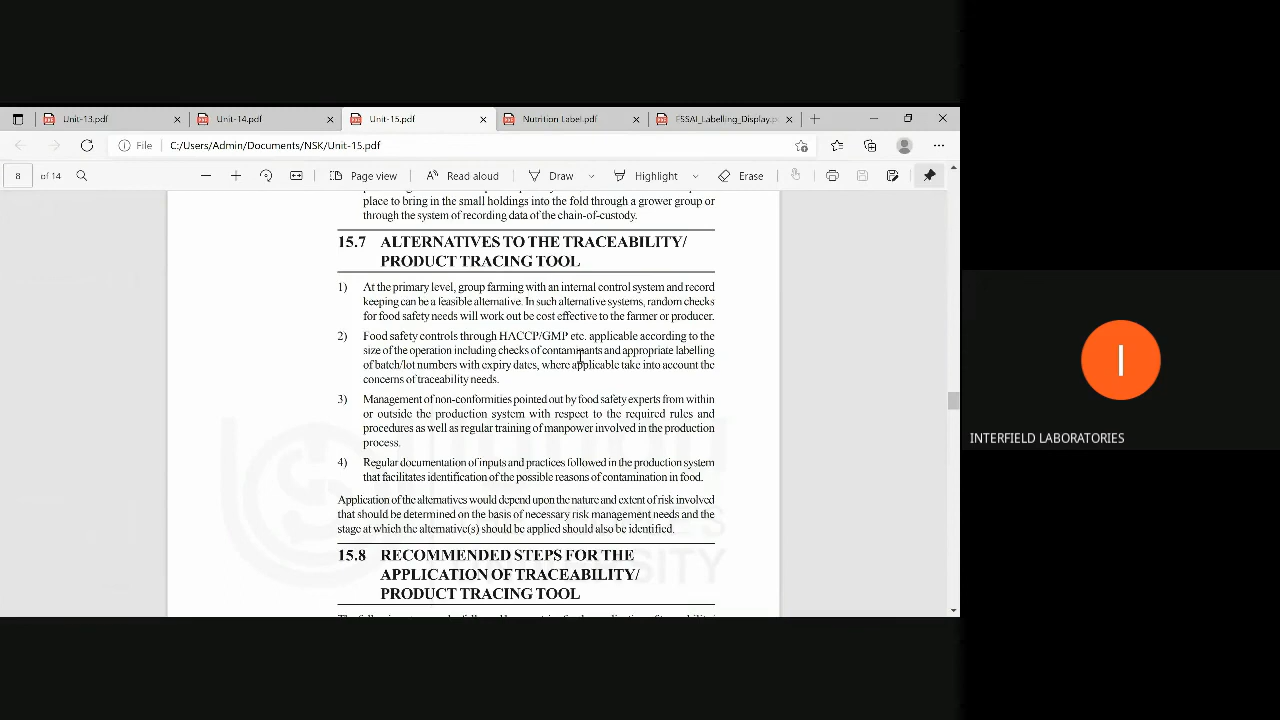 Unit-13.pdf
Unit-14.pdf
Unit-15.pdf
Nutrition Label.pdf
FSSAI_Labelling_Display.p
File
C:/Users/Admin/Documents/NSK/Unit-15.pdf
8
of 14
Page view
Read aloud
Draw
Highlight
Erase
place to bring in the small holdings into the fold through a grower group or
through the system of recording data of the chain-of-custody.
15.7 ALTERNATIVES TO THE TRACEABILITY/
PRODUCT TRACING TOOL
1) At the primary level, group farming with an internal control system and record
keeping can be a feasible alternative. In such alternative systems, random checks
for food safety needs will work out be cost effective to the farmer or producer.
2) Food safety controls through HACCP/GMP etc. applicable according to the
size of the operation including checks of contaminants and appropriate labelling
of batch/lot numbers with expiry dates, where applicable take into account the
concerns of traceability needs.
3) Management of non-conformities pointed out by food safety experts from within
or outside the production system with respect to the required rules and
procedures as well as regular training of manpower involved in the production
process.
4) Regular documentation of inputs and practices followed in the production system
that facilitates identification of the possible reasons of contamination in food.
Application of the alternatives would depend upon the nature and extent of risk involved
that should be determined on the basis of necessary risk management needs and the
stage at which the alternative(s) should be applied should also be identified.
15.8 RECOMMENDED STEPS FOR THE
APPLICATION OF TRACEABILITY/
PRODUCT TRACING TOOL
I
INTERFIELD LABORATORIES